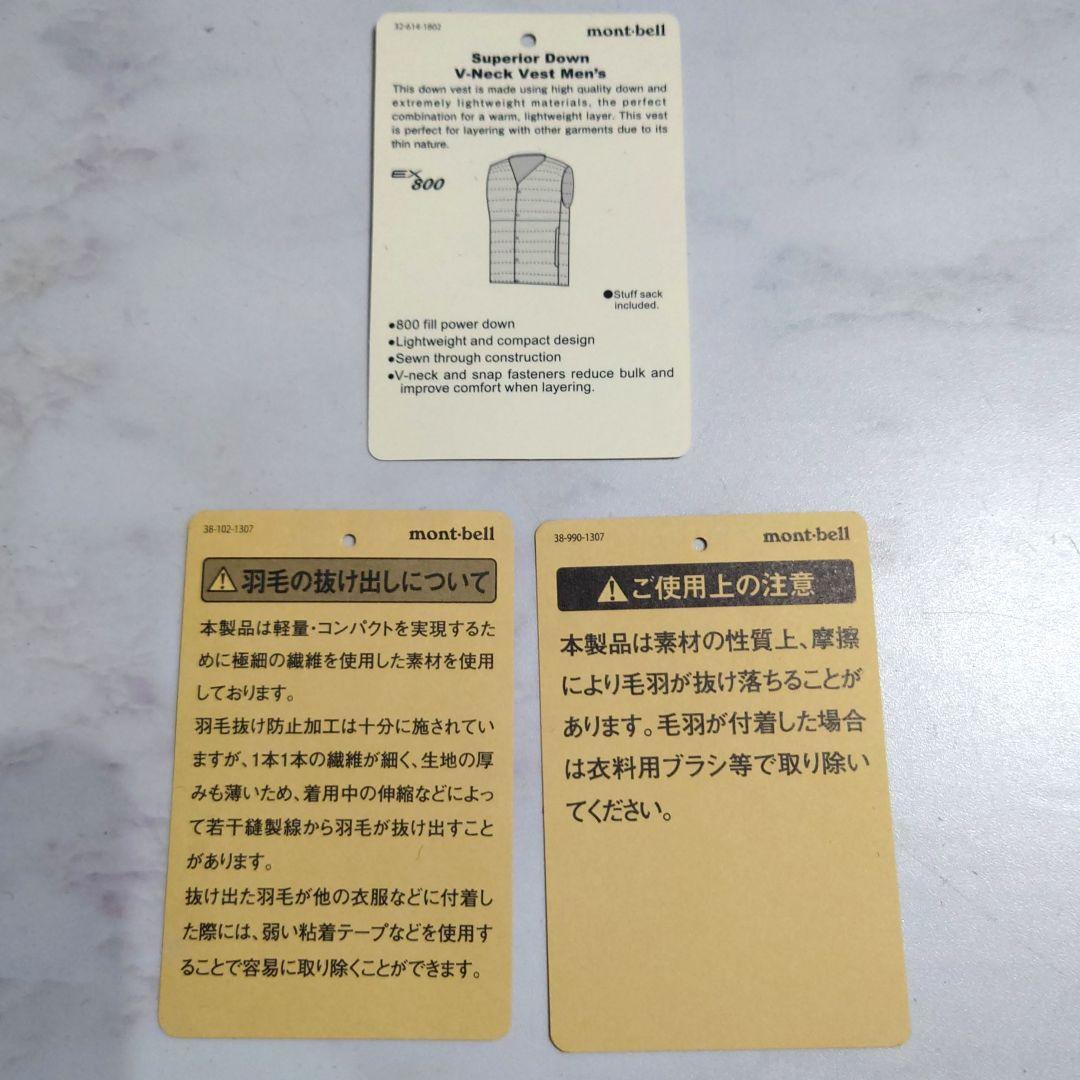 32-614-1802
mont·bell
Superior Down
V-Neck Vest Men's
This down vest is made using high quality down and
extremely lightweight materials, the perfect
combination for a warm, lightweight layer. This vest
is perfect for layering with other garments due to its
thin nature.
EX
800
●Stuff sack
included.
●800 fill power down
●Lightweight and compact design
●Sewn through construction
●V-neck and snap fasteners reduce bulk and
improve comfort when layering.
38-102-1307
mont·bell
羽毛の抜け出しについて
本製品は軽量・コンパクトを実現するた
めに極細の繊維を使用した素材を使用
しております。
羽毛抜け防止加工は十分に施されてい
ますが、1本1本の繊維が細く、生地の厚
みも薄いため、着用中の伸縮などによっ
て若干縫製線から羽毛が抜け出すこと
があります。
抜け出た羽毛が他の衣服などに付着し
た際には、弱い粘着テープなどを使用す
ることで容易に取り除くことができます。
38-990-1307
mont·bell
ご使用上の注意
本製品は素材の性質上、摩擦
により毛羽が抜け落ちることが
あります。毛羽が付着した場合
は衣料用ブラシ等で取り除い
てください。